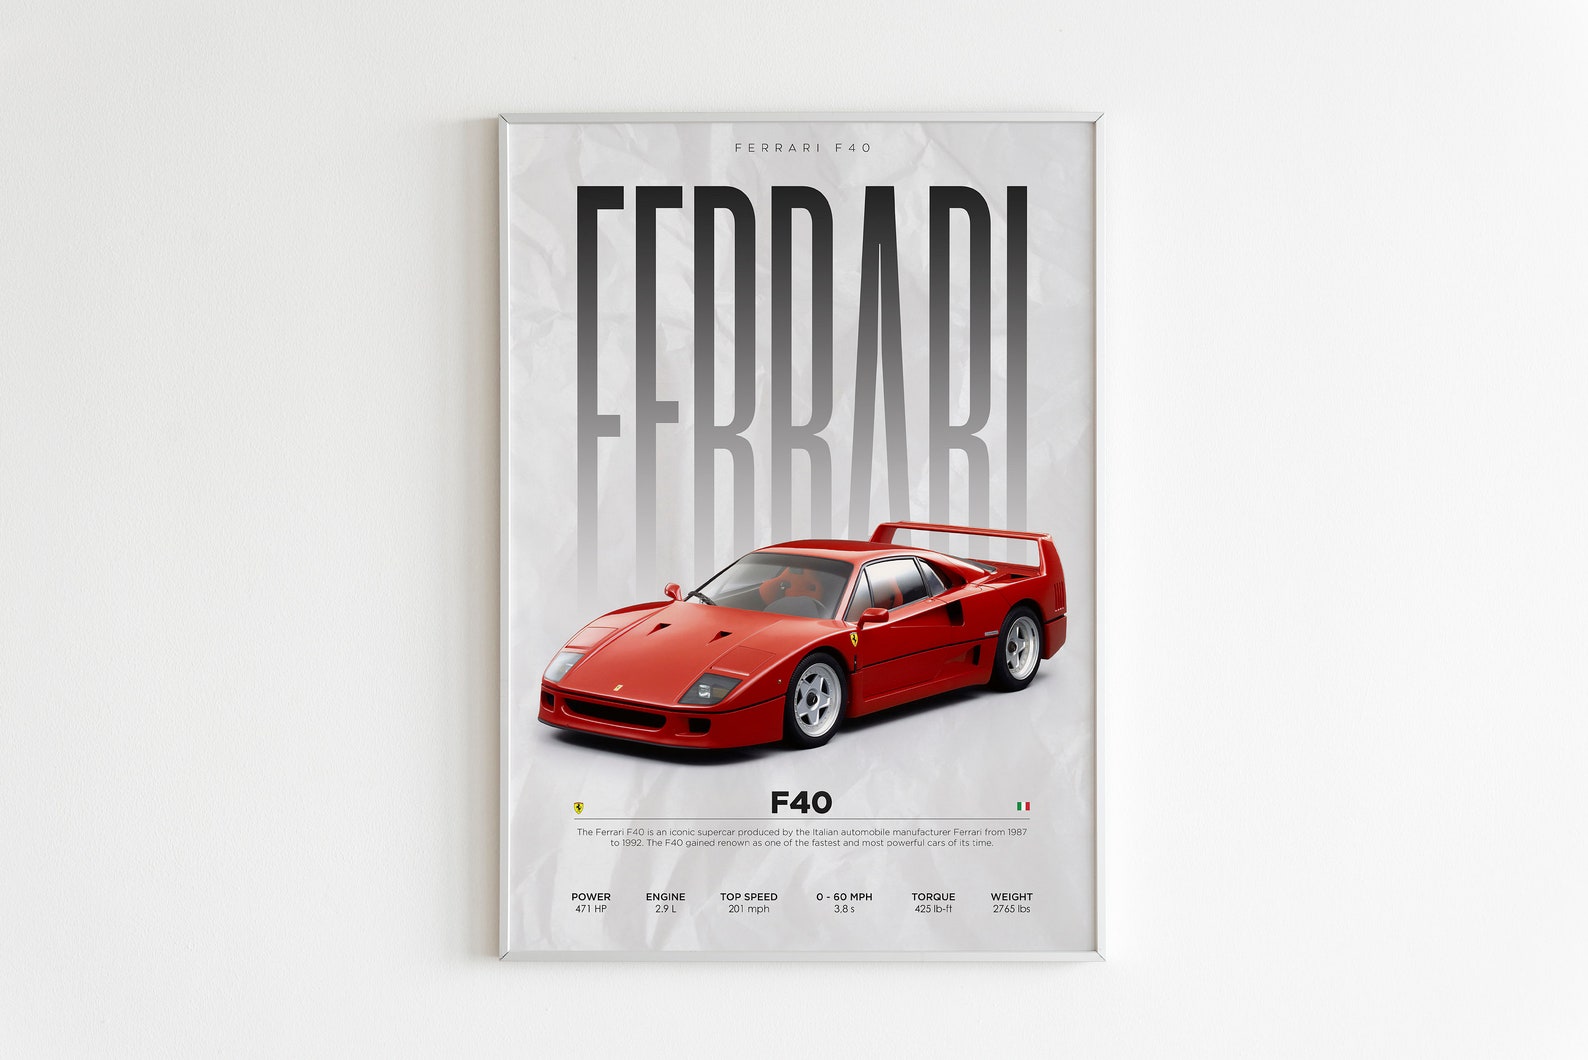 FERRARI F40
FERRARI
F40
The Ferrari F40 is an iconic supercar produced by the Italian automobile manufacturer Ferrari from 1987
to 1992. The F40 gained renown as one of the fastest and most powerful cars of its time.
POWER ENGINE TOP SPEED 0 - 60 MPH TORQUE WEIGHT
471 HP 2.9 L 201 mph 3,8 s 425 lb-ft 2765 lbs